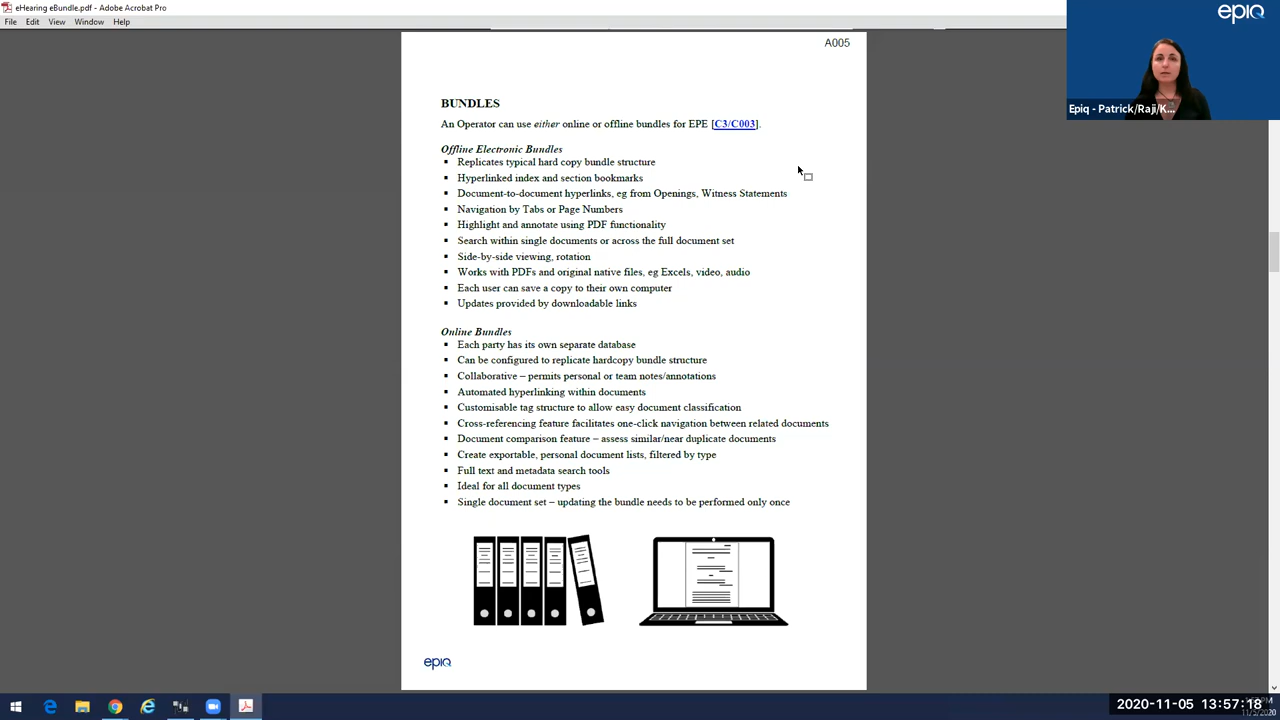 eHearing eBundle.pdf - Adobe Acrobat Pro
File Edit View Window Help
epiq
Epiq - Patrick/Raji/K...
A005
BUNDLES
An Operator can use either online or offline bundles for EPE [C3/C003].
Offline Electronic Bundles
▪ Replicates typical hard copy bundle structure
▪ Hyperlinked index and section bookmarks
▪ Document-to-document hyperlinks, eg from Openings, Witness Statements
▪ Navigation by Tabs or Page Numbers
▪ Highlight and annotate using PDF functionality
▪ Search within single documents or across the full document set
▪ Side-by-side viewing, rotation
▪ Works with PDFs and original native files, eg Excels, video, audio
▪ Each user can save a copy to their own computer
▪ Updates provided by downloadable links
Online Bundles
▪ Each party has its own separate database
▪ Can be configured to replicate hardcopy bundle structure
▪ Collaborative – permits personal or team notes/annotations
▪ Automated hyperlinking within documents
▪ Customisable tag structure to allow easy document classification
▪ Cross-referencing feature facilitates one-click navigation between related documents
▪ Document comparison feature – assess similar/near duplicate documents
▪ Create exportable, personal document lists, filtered by type
▪ Full text and metadata search tools
▪ Ideal for all document types
▪ Single document set – updating the bundle needs to be performed only once
epiq
2020-11-05 13:57:18